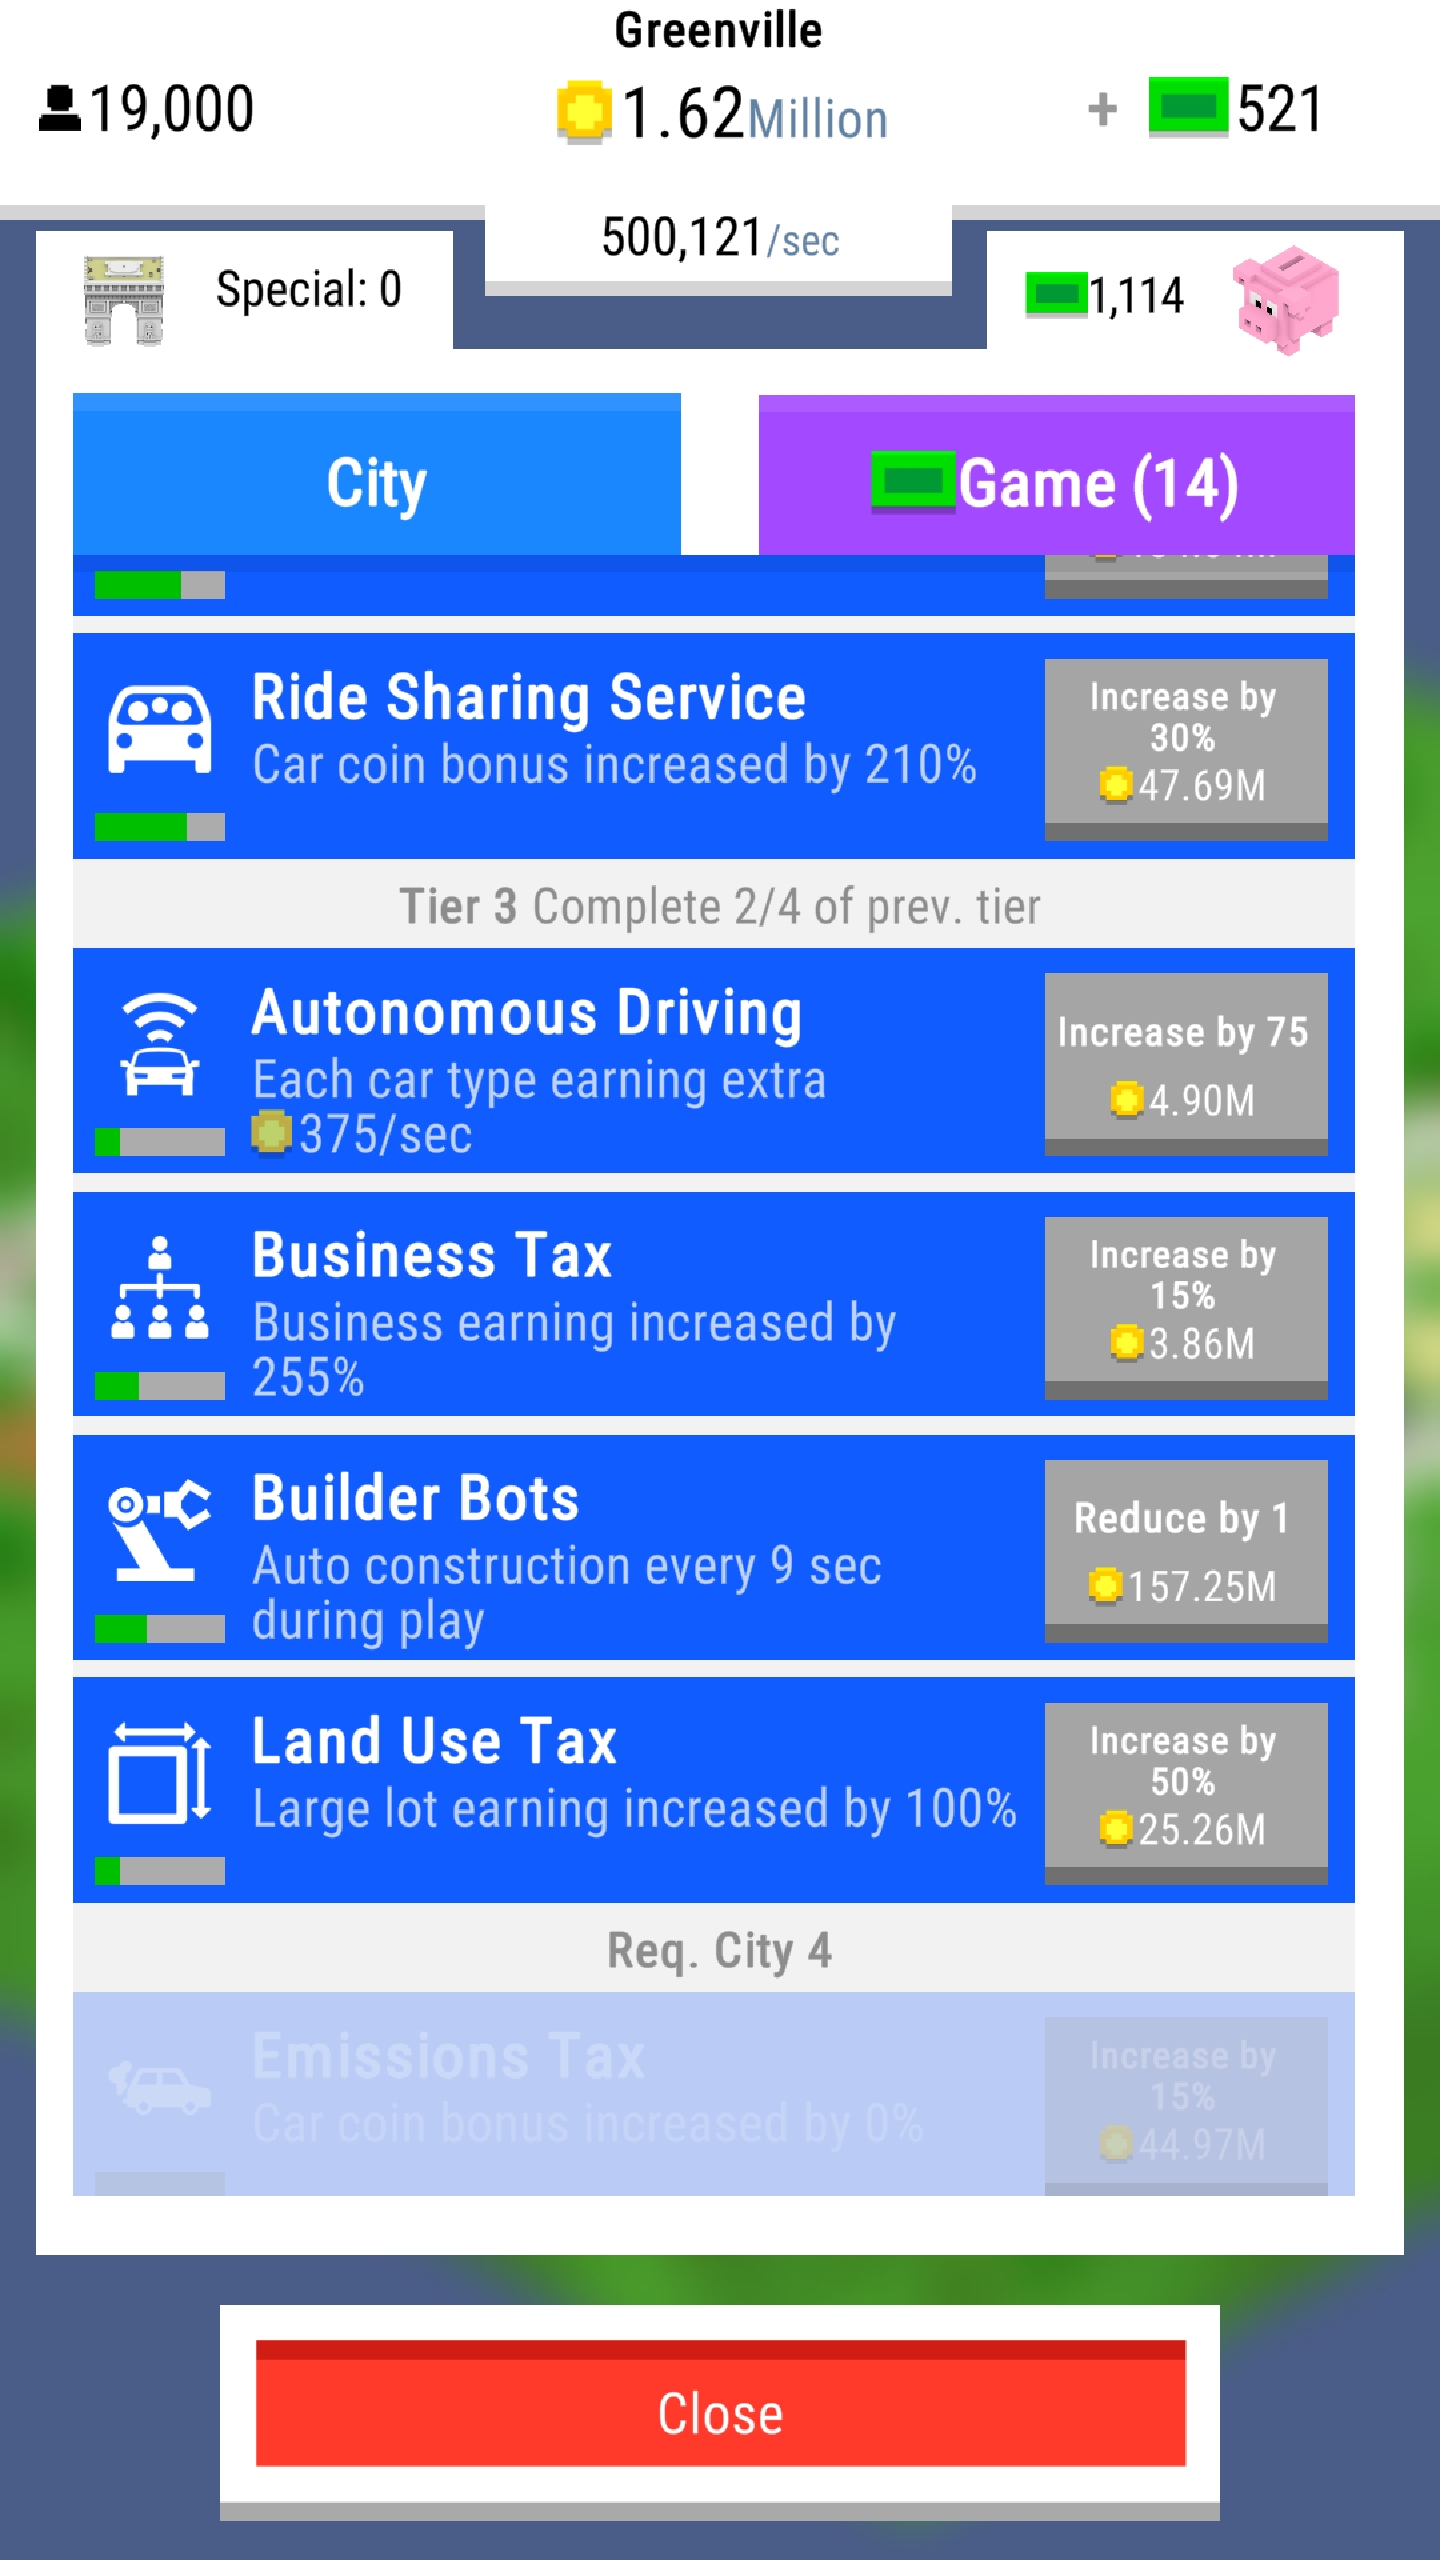 Greenville
19,000
1.62Million
+ 521
500,121/sec
Special: 0
1,114
City
Game (14)
Ride Sharing Service
Car coin bonus increased by 210%
Increase by
30%
47.69M
Tier 3 Complete 2/4 of prev. tier
Autonomous Driving
Each car type earning extra
375/sec
Increase by 75
4.90M
Business Tax
Business earning increased by
255%
Increase by
15%
3.86M
Builder Bots
Auto construction every 9 sec
during play
Reduce by 1
157.25M
Land Use Tax
Large lot earning increased by 100%
Increase by
50%
25.26M
Req. City 4
Emissions Tax
Car coin bonus increased by 0%
Increase by
15%
44.97M
Close